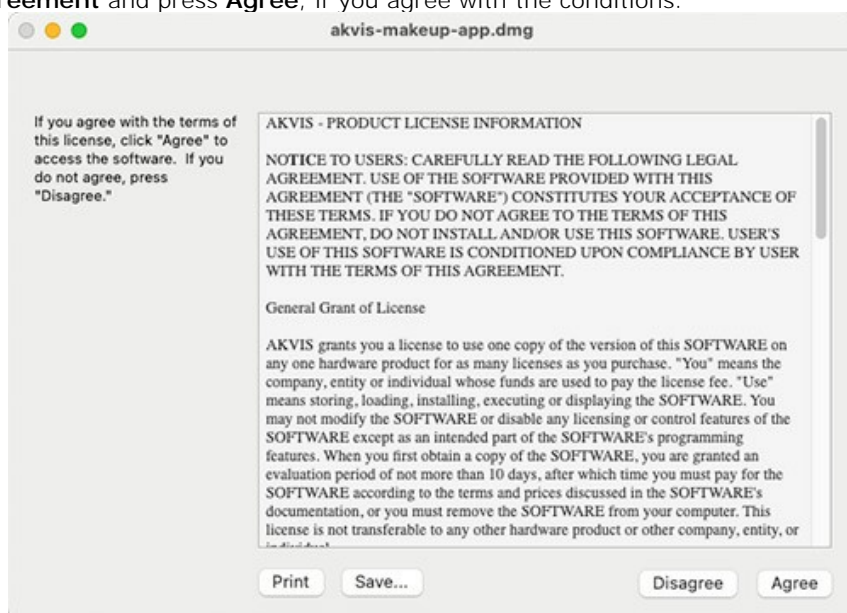 reement and press Agree, if you agree with the conditions.
akvis-makeup-app.dmg
If you agree with the terms of
this license, click "Agree" to
access the software. If you
do not agree, press
"Disagree."
AKVIS - PRODUCT LICENSE INFORMATION
NOTICE TO USERS: CAREFULLY READ THE FOLLOWING LEGAL
AGREEMENT. USE OF THE SOFTWARE PROVIDED WITH THIS
AGREEMENT (THE "SOFTWARE") CONSTITUTES YOUR ACCEPTANCE OF
THESE TERMS. IF YOU DO NOT AGREE TO THE TERMS OF THIS
AGREEMENT, DO NOT INSTALL AND/OR USE THIS SOFTWARE. USER'S
USE OF THIS SOFTWARE IS CONDITIONED UPON COMPLIANCE BY USER
WITH THE TERMS OF THIS AGREEMENT.
General Grant of License
AKVIS grants you a license to use one copy of the version of this SOFTWARE on
any one hardware product for as many licenses as you purchase. "You" means the
company, entity or individual whose funds are used to pay the license fee. "Use"
means storing, loading, installing, executing or displaying the SOFTWARE. You
may not modify the SOFTWARE or disable any licensing or control features of the
SOFTWARE except as an intended part of the SOFTWARE's programming
features. When you first obtain a copy of the SOFTWARE, you are granted an
evaluation period of not more than 10 days, after which time you must pay for the
SOFTWARE according to the terms and prices discussed in the SOFTWARE's
documentation, or you must remove the SOFTWARE from your computer. This
license is not transferable to any other hardware product or other company, entity, or
Print Save... Disagree Agree